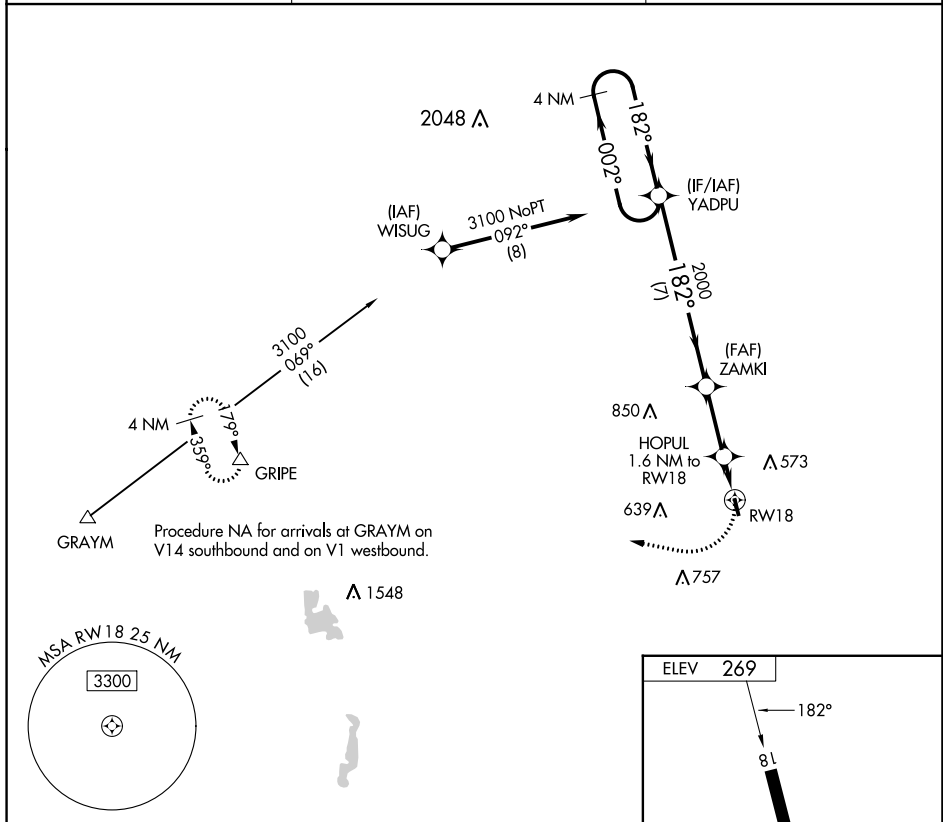 4 NM
2048
182°
002°
(IF/IAF)
YADPU
(IAF)
WISUG
3100 NoPT
092°
(8)
2000
182°
(7)
3100
069°
(16)
(FAF)
ZAMKI
4 NM
179°
359°
GRIPE
850
HOPUL
1.6 NM to
RW18
573
639
RW18
GRAYM
Procedure NA for arrivals at GRAYM on
V14 southbound and on V1 westbound.
757
1548
MSA RW18 25 NM
3300
ELEV 269
182°
18